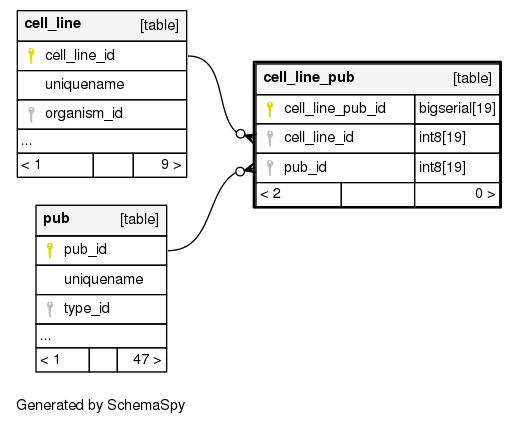 cell_line [table]
cell_line_id
uniquename
organism_id
...
< 1 9 >
cell_line_pub [table]
cell_line_pub_id bigserial[19]
cell_line_id int8[19]
pub_id int8[19]
< 2 0 >
pub [table]
pub_id
uniquename
type_id
...
< 1 47 >
Generated by SchemaSpy